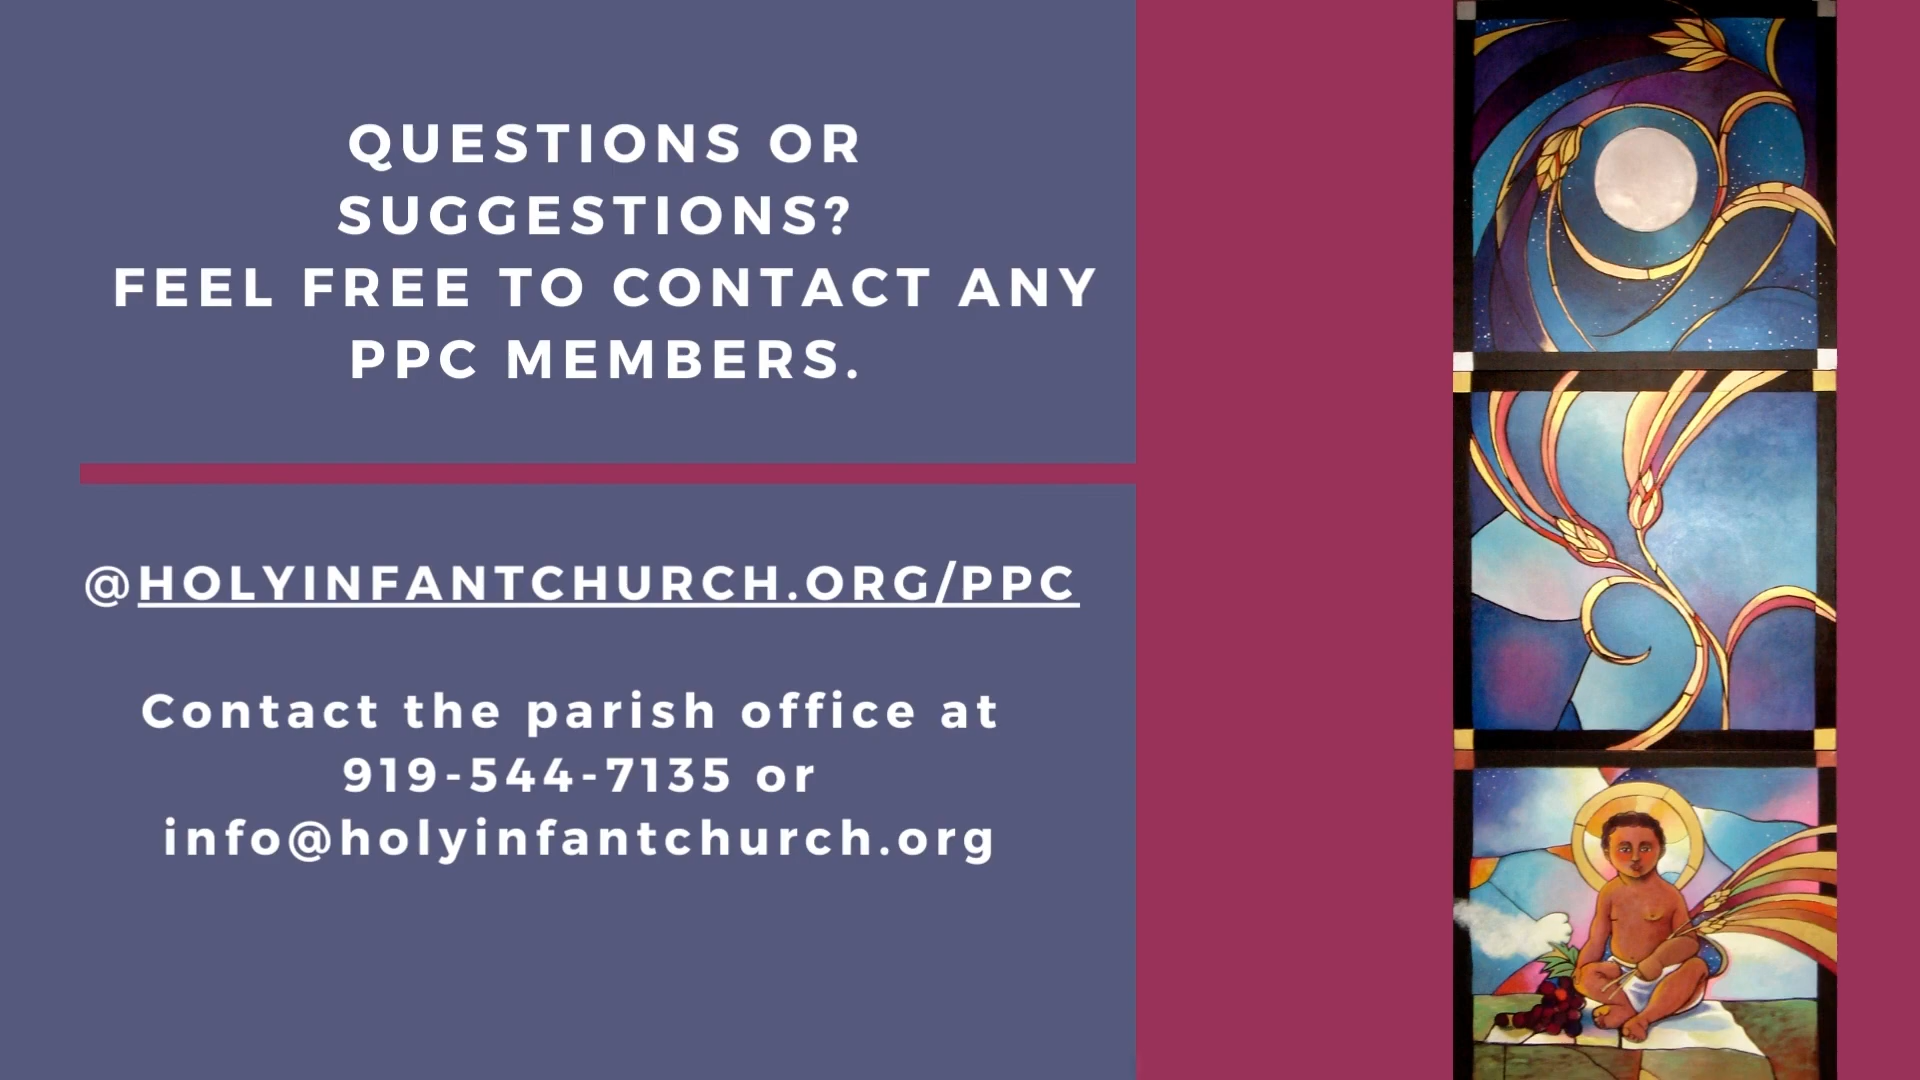 QUESTIONS OR
SUGGESTIONS?
FEEL FREE TO CONTACT ANY
PPC MEMBERS.
@HOLYINFANTCHURCH.ORG/PPC
Contact the parish office at
919-544-7135 or
info@holyinfantchurch.org